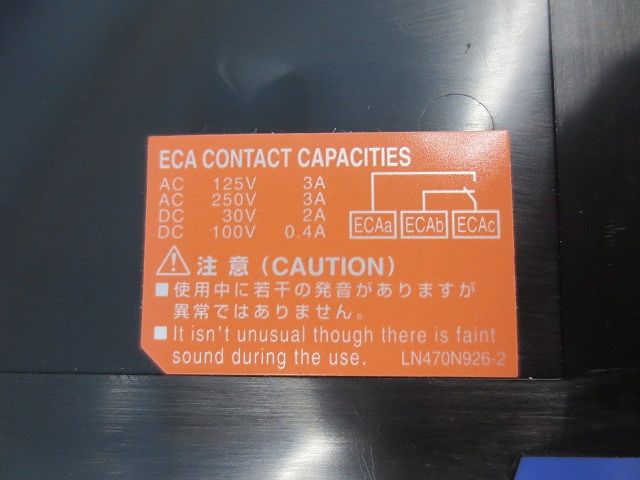 ECA CONTACT CAPACITIES
AC 125V 3A
AC 250V 3A
DC 30V 2A
DC 100V 0.4A
ECAa ECAb ECAc
注 意 (CAUTION)
■使用中に若干の発音がありますが
異常ではありません。
■It isn't unusual though there is faint
sound during the use.
LN470N926-2